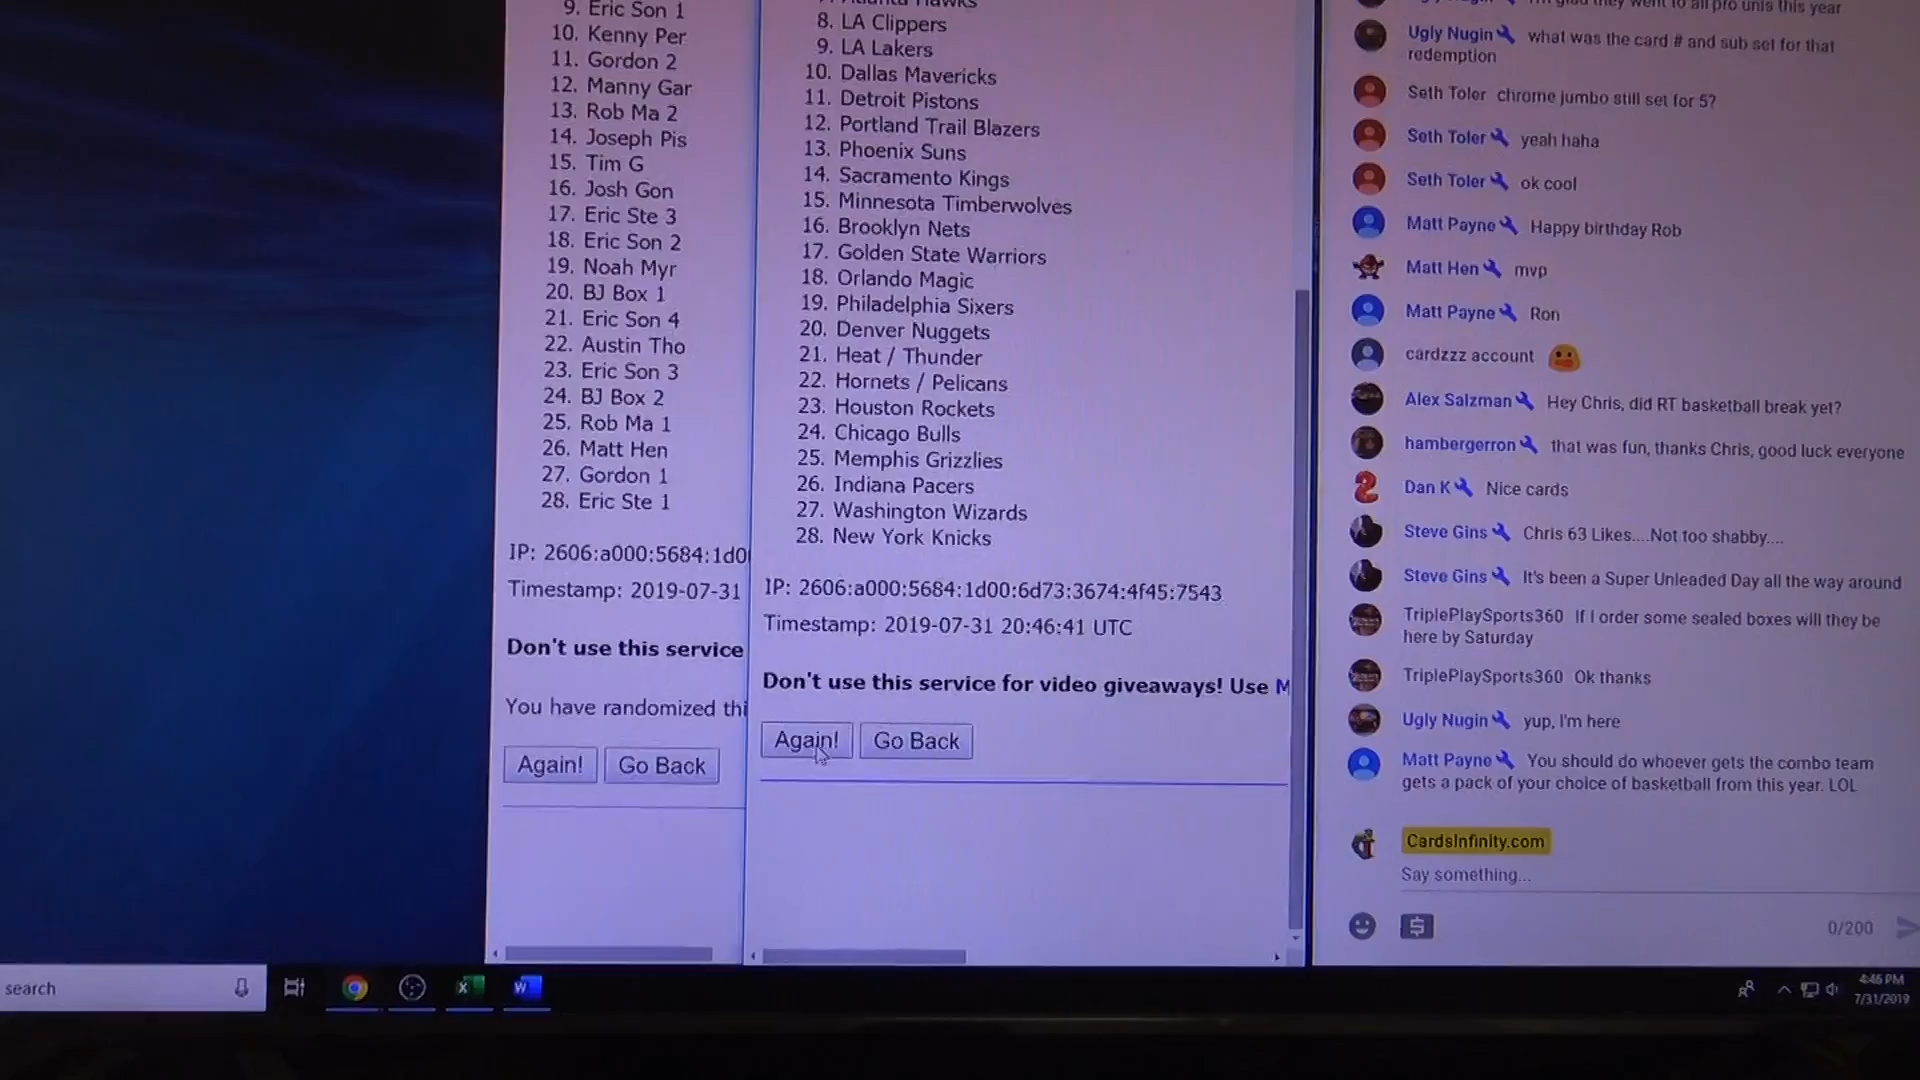 9. Eric Son 1
10. Kenny Per
11. Gordon 2
12. Manny Gar
13. Rob Ma 2
14. Joseph Pis
15. Tim G
16. Josh Gon
17. Eric Ste 3
18. Eric Son 2
19. Noah Myr
20. BJ Box 1
21. Eric Son 4
22. Austin Tho
23. Eric Son 3
24. BJ Box 2
25. Rob Ma 1
26. Matt Hen
27. Gordon 1
28. Eric Ste 1
IP: 2606:a000:5684:1d0
Timestamp: 2019-07-31
Don't use this service
You have randomized thi
Again! Go Back
8. LA Clippers
9. LA Lakers
10. Dallas Mavericks
11. Detroit Pistons
12. Portland Trail Blazers
13. Phoenix Suns
14. Sacramento Kings
15. Minnesota Timberwolves
16. Brooklyn Nets
17. Golden State Warriors
18. Orlando Magic
19. Philadelphia Sixers
20. Denver Nuggets
21. Heat / Thunder
22. Hornets / Pelicans
23. Houston Rockets
24. Chicago Bulls
25. Memphis Grizzlies
26. Indiana Pacers
27. Washington Wizards
28. New York Knicks
IP: 2606:a000:5684:1d00:6d73:3674:4f45:7543
Timestamp: 2019-07-31 20:46:41 UTC
Don't use this service for video giveaways! Use M
Again! Go Back
they went to all pro unis this year
Ugly Nugin what was the card # and sub set for that
redemption
Seth Toler chrome jumbo still set for 5?
Seth Toler yeah haha
Seth Toler ok cool
Matt Payne Happy birthday Rob
Matt Hen mvp
Matt Payne Ron
cardzzz account
Alex Salzman Hey Chris, did RT basketball break yet?
hambergerron that was fun, thanks Chris, good luck everyone
Dan K Nice cards
Steve Gins Chris 63 Likes....Not too shabby....
Steve Gins It's been a Super Unleaded Day all the way around
TriplePlaySports360 If I order some sealed boxes will they be
here by Saturday
TriplePlaySports360 Ok thanks
Ugly Nugin yup, I'm here
Matt Payne You should do whoever gets the combo team
gets a pack of your choice of basketball from this year. LOL
CardsInfinity.com
Say something...
0/200
search
4:46 PM
7/31/2019